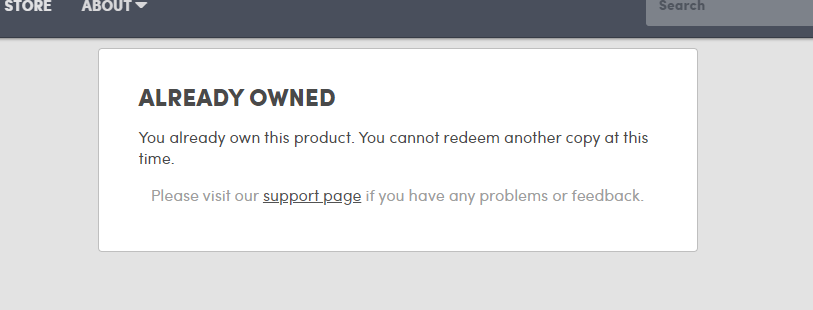 STORE ABOUT Search
ALREADY OWNED
You already own this product. You cannot redeem another copy at this
time.
Please visit our support page if you have any problems or feedback.